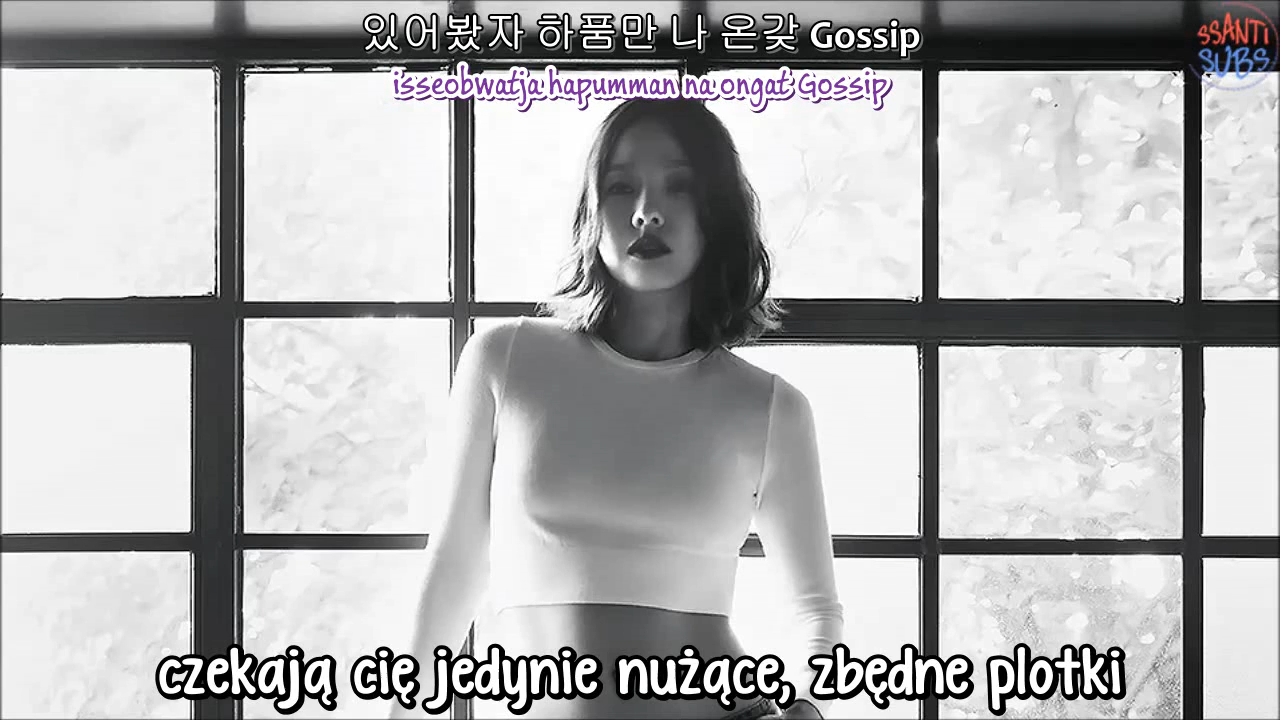 있어봤자 하품만 나 온갖 Gossip
SSANTI
SUBS
isseobwatja hapumman na ongat Gossip
czekają cię jedynie nużące, zbędne plotki